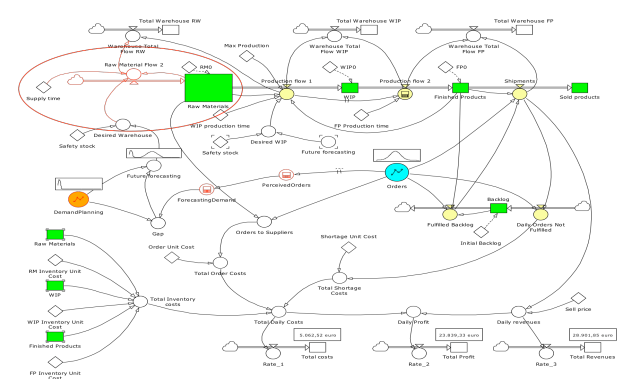 Total Warehouse RW
Total Warehouse WIP
Total Warehouse FP
Warehouse Total
Flow RW
Max Production
Warehouse Total
Flow WIP
Warehouse Total
Flow FP
Raw Material Flow 2
RM0
WIP0
FP0
Shipments
Production flow 1
Production flow 2
Supply time
Raw Materials
WIP
Finished Products
Sold products
WIP production time
FP Production time
Desired Warehouse
Desired WIP
Safety stock
Safety stock
Future forecasting
Future forecasting
PerceivedOrders
Orders
DemandPlanning
ForecastingDemand
Backlog
Gap
Orders to Suppliers
Fulfilled Backlog
Daily Orders Not
Fulfilled
Initial Backlog
Raw Materials
Order Unit Cost
Shortage Unit Cost
RM Inventory Unit
Cost
Total Order Costs
WIP
Total Shortage
Costs
Total Inventory
costs
Sell price
WIP Inventory Unit
Cost
Total Daily Costs
Daily Profit
Daily revenues
Finished Products
5.062,52 euro
23.839,33 euro
28.901,85 euro
FP Inventory Unit
Cost
Rate_1
Total costs
Rate_2
Total Profit
Rate_3
Total Revenues